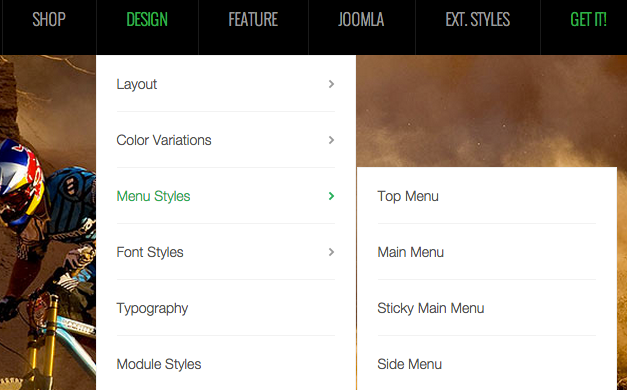 SHOP DESIGN FEATURE JOOMLA EXT. STYLES GET IT!
Layout
Color Variations
Menu Styles
Font Styles
Typography
Module Styles
Top Menu
Main Menu
Sticky Main Menu
Side Menu